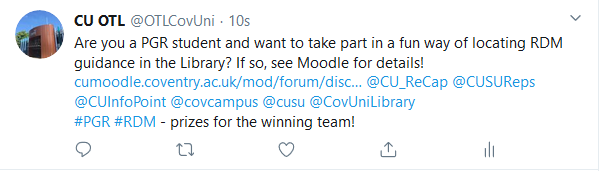 CU OTL @OTLCovUni · 10s
Are you a PGR student and want to take part in a fun way of locating RDM
guidance in the Library? If so, see Moodle for details!
cumoodle.coventry.ac.uk/mod/forum/disc... @CU_ReCap @CUSUReps
@CUInfoPoint @covcampus @cusu @CovUniLibrary
#PGR #RDM - prizes for the winning team!